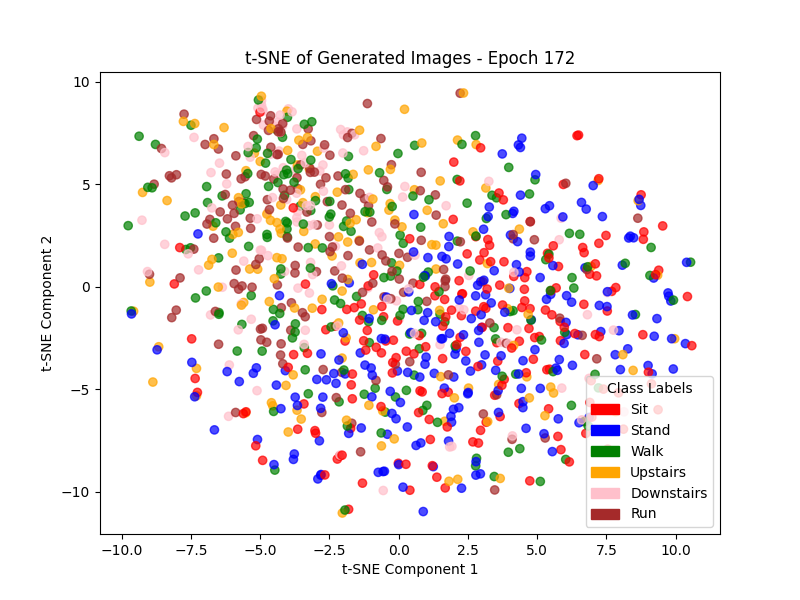 t-SNE of Generated Images - Epoch 172
10
5
0
−5
−10
t-SNE Component 2
−10.0 −7.5 −5.0 −2.5 0.0 2.5 5.0 7.5 10.0
t-SNE Component 1
Class Labels
Sit
Stand
Walk
Upstairs
Downstairs
Run